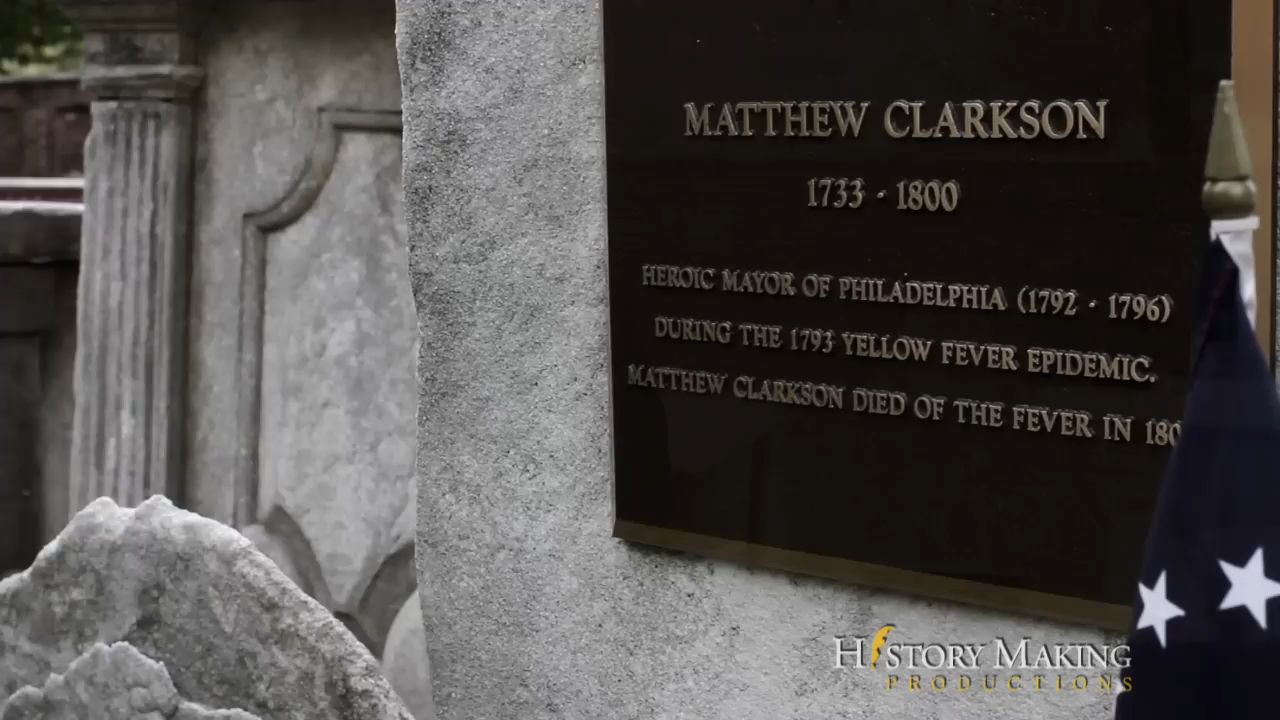 MATTHEW CLARKSON
1733 · 1800
HEROIC MAYOR OF PHILADELPHIA (1792 · 1796)
DURING THE 1793 YELLOW FEVER EPIDEMIC.
MATTHEW CLARKSON DIED OF THE FEVER IN 180
HISTORY MAKING
PRODUCTIONS